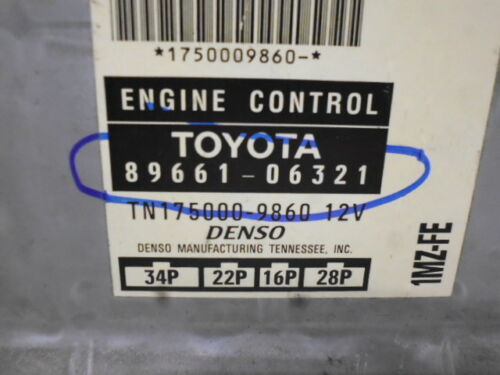 *1750009860-*
ENGINE CONTROL
TOYOTA
89661-06321
TN175000-9860 12V
DENSO
DENSO MANUFACTURING TENNESSEE, INC.
34P 22P 16P 28P
1MZ-FE